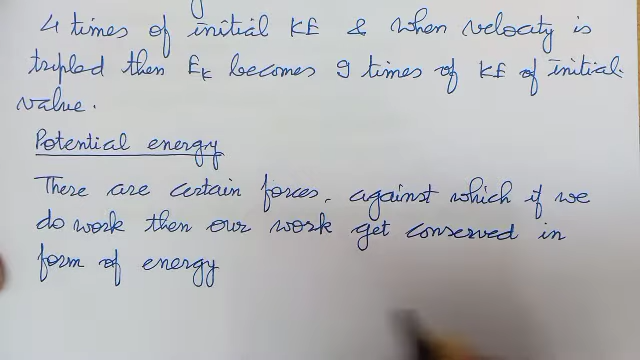 4 times of initial KE & when velocity is
tripled then EK becomes 9 times of KE of initial
value.
Potential energy
There are certain forces, against which if we
do work then our work get conserved in
form of energy